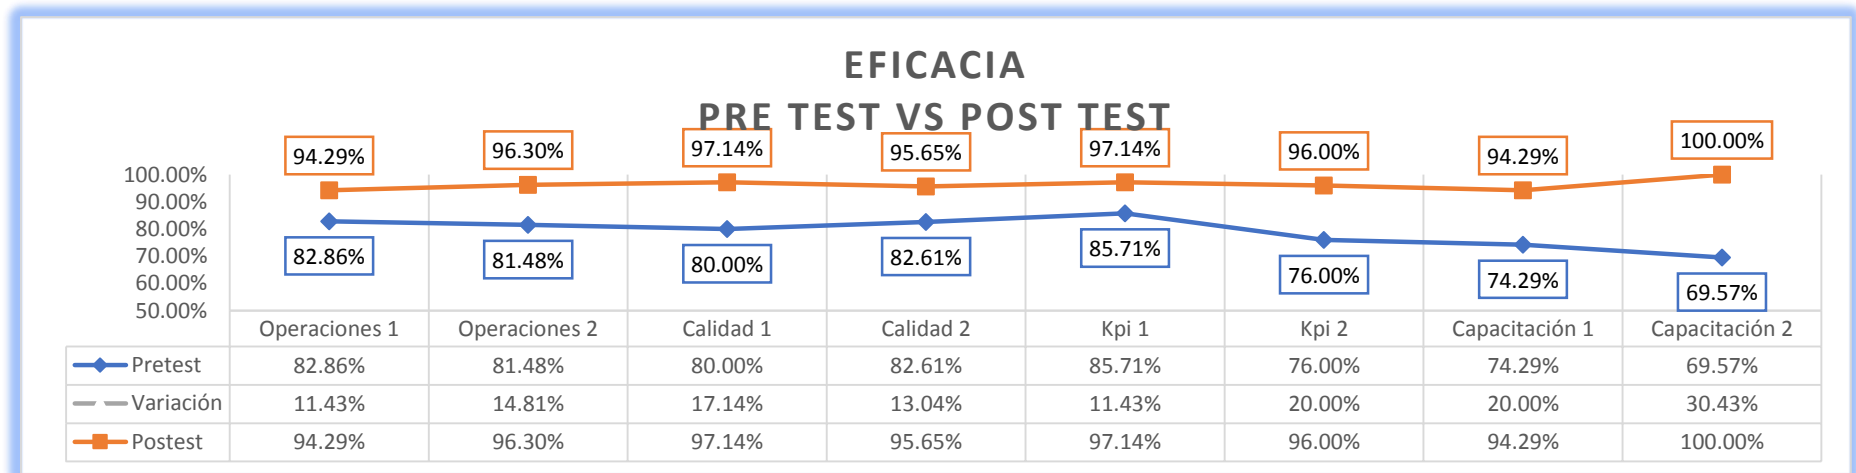 EFICACIA
PRE TEST VS POST TEST
94.29% 96.30% 97.14% 95.65% 97.14% 96.00% 94.29% 100.00%
100.00%
90.00%
80.00%
70.00%
60.00%
50.00%
82.86% 81.48% 80.00% 82.61% 85.71% 76.00% 74.29% 69.57%
Operaciones 1 Operaciones 2 Calidad 1 Calidad 2 Kpi 1 Kpi 2 Capacitación 1 Capacitación 2
Pretest 82.86% 81.48% 80.00% 82.61% 85.71% 76.00% 74.29% 69.57%
Variación 11.43% 14.81% 17.14% 13.04% 11.43% 20.00% 20.00% 30.43%
Postest 94.29% 96.30% 97.14% 95.65% 97.14% 96.00% 94.29% 100.00%